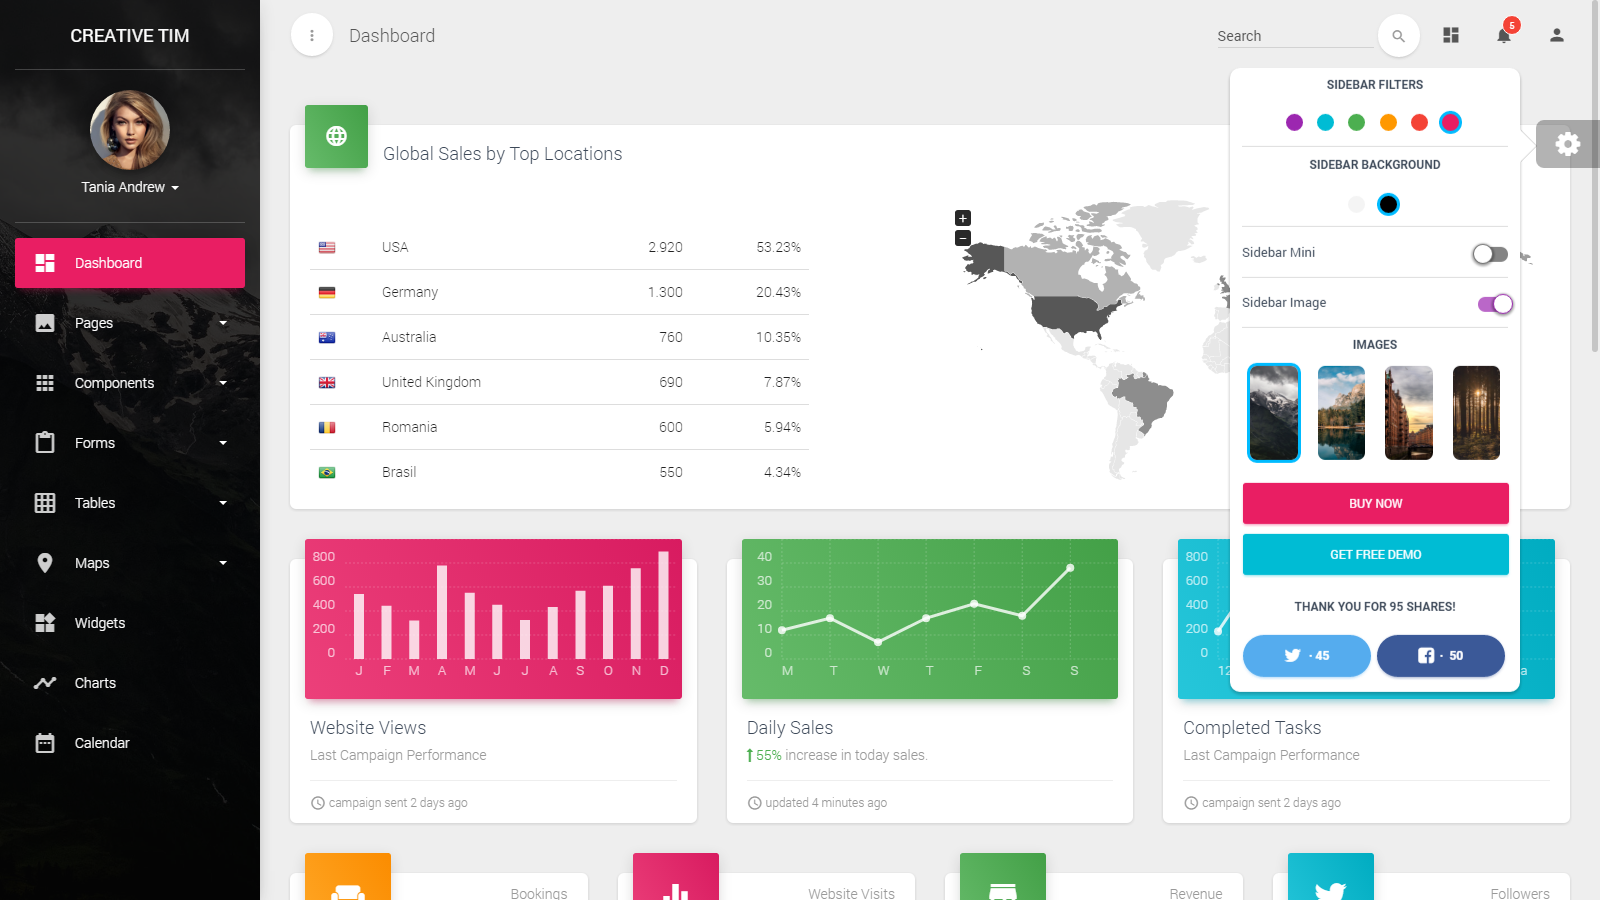 CREATIVE TIM
Tania Andrew
Dashboard
Pages
Components
Forms
Tables
Maps
Widgets
Charts
Calendar
Dashboard
Search
5
Global Sales by Top Locations
USA 2.920 53.23%
Germany 1.300 20.43%
Australia 760 10.35%
United Kingdom 690 7.87%
Romania 600 5.94%
Brasil 550 4.34%
+
−
SIDEBAR FILTERS
SIDEBAR BACKGROUND
Sidebar Mini
Sidebar Image
IMAGES
BUY NOW
GET FREE DEMO
THANK YOU FOR 95 SHARES!
· 45
· 50
800
600
400
200
0
J F M A M J J A S O N D
Website Views
Last Campaign Performance
campaign sent 2 days ago
40
30
20
10
0
M T W T F S S
Daily Sales
55% increase in today sales.
updated 4 minutes ago
800
600
400
200
0
12
a
Completed Tasks
Last Campaign Performance
campaign sent 2 days ago
Bookings
Website Visits
Revenue
Followers